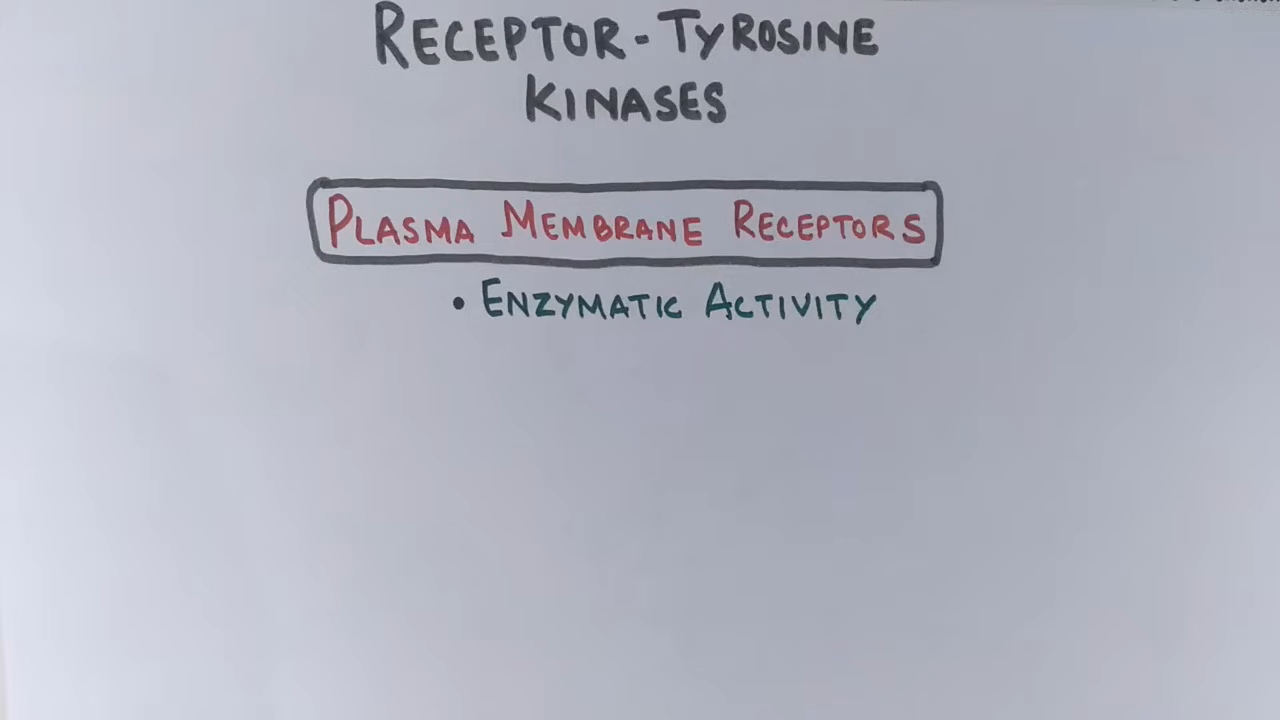 RECEPTOR-TYROSINE
KINASES
PLASMA MEMBRANE RECEPTORS
• ENZYMATIC ACTIVITY